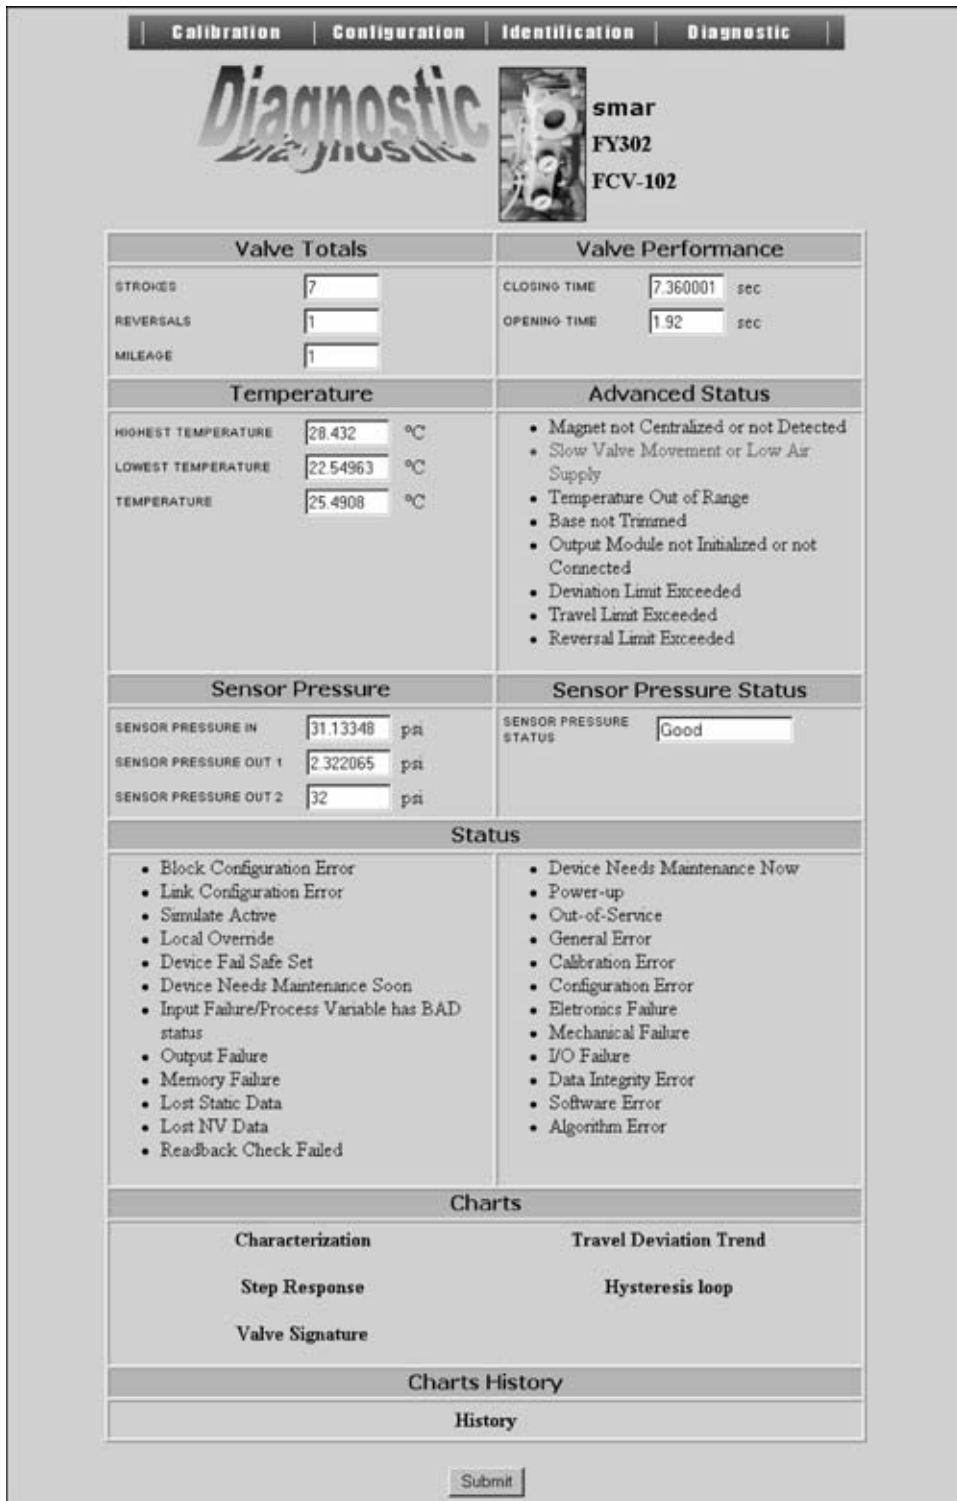 Calibration Configuration Identification Diagnostic
Diagnostic
smar
FY302
FCV-102
Valve Totals
STROKES 7
REVERSALS 1
MILEAGE 1
Valve Performance
CLOSING TIME 7.360001 sec
OPENING TIME 1.92 sec
Temperature
HIGHEST TEMPERATURE 28.432 ºC
LOWEST TEMPERATURE 22.54963 ºC
TEMPERATURE 25.4908 ºC
Advanced Status
• Magnet not Centralized or not Detected
• Slow Valve Movement or Low Air
Supply
• Temperature Out of Range
• Base not Trimmed
• Output Module not Initialized or not
Connected
• Deviation Limit Exceeded
• Travel Limit Exceeded
• Reversal Limit Exceeded
Sensor Pressure
SENSOR PRESSURE IN 31.13348 psi
SENSOR PRESSURE OUT 1 2.322065 psi
SENSOR PRESSURE OUT 2 32 psi
Sensor Pressure Status
SENSOR PRESSURE
STATUS Good
Status
• Block Configuration Error
• Link Configuration Error
• Simulate Active
• Local Override
• Device Fail Safe Set
• Device Needs Maintenance Soon
• Input Failure/Process Variable has BAD
status
• Output Failure
• Memory Failure
• Lost Static Data
• Lost NV Data
• Readback Check Failed
• Device Needs Maintenance Now
• Power-up
• Out-of-Service
• General Error
• Calibration Error
• Configuration Error
• Eletronics Failure
• Mechanical Failure
• I/O Failure
• Data Integrity Error
• Software Error
• Algorithm Error
Charts
Characterization Travel Deviation Trend
Step Response Hysteresis loop
Valve Signature
Charts History
History
Submit